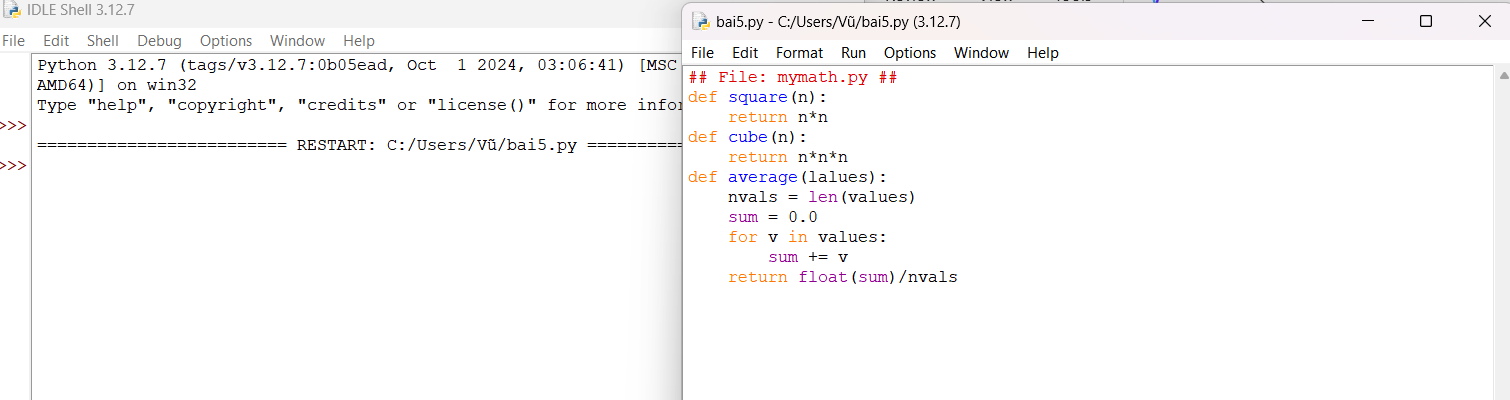 IDLE Shell 3.12.7
File Edit Shell Debug Options Window Help
Python 3.12.7 (tags/v3.12.7:0b05ead, Oct  1 2024, 03:06:41) [MSC
AMD64)] on win32
Type "help", "copyright", "credits" or "license()" for more infor
>>>
========================= RESTART: C:/Users/Vũ/bai5.py ==========
>>>
bai5.py - C:/Users/Vũ/bai5.py (3.12.7)
File Edit Format Run Options Window Help
## File: mymath.py ##
def square(n):
    return n*n
def cube(n):
    return n*n*n
def average(lalues):
    nvals = len(values)
    sum = 0.0
    for v in values:
        sum += v
    return float(sum)/nvals